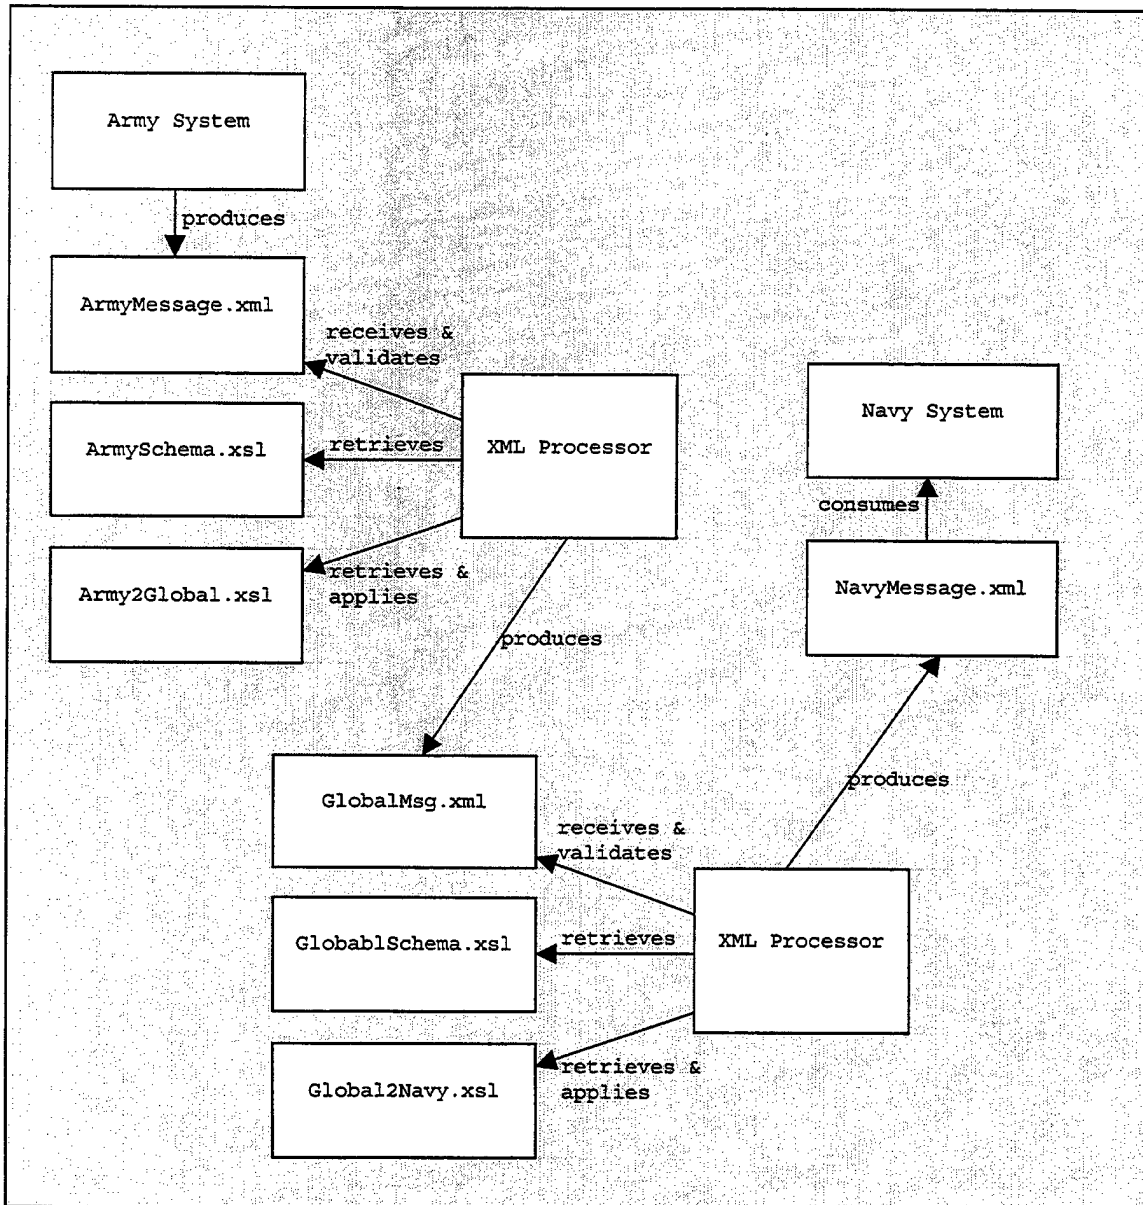 Army System
produces
ArmyMessage.xml
receives &
validates
ArmySchema.xsl
retrieves
XML Processor
Army2Global.xsl
retrieves &
applies
produces
Navy System
consumes
NavyMessage.xml
produces
GlobalMsg.xml
receives &
validates
GlobablSchema.xsl
retrieves
XML Processor
Global2Navy.xsl
retrieves &
applies